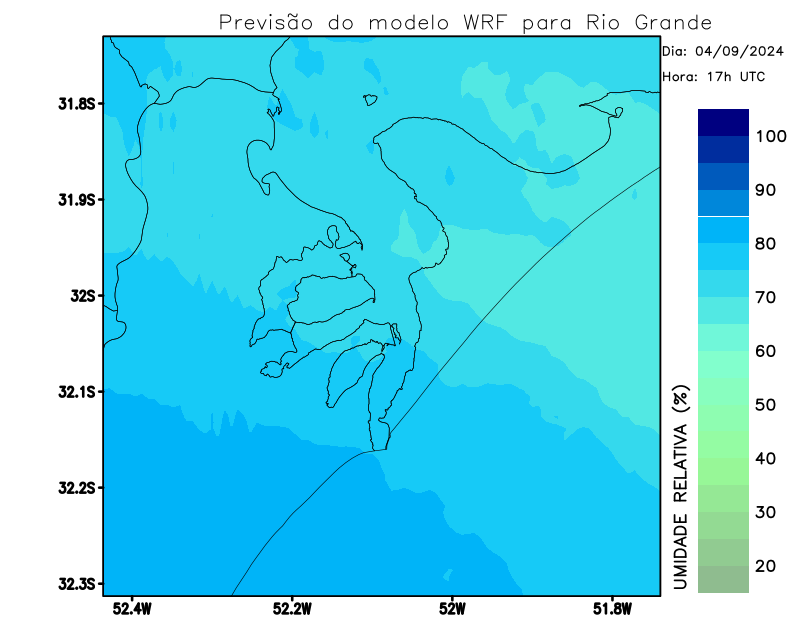 Previsão do modelo WRF para Rio Grande
Dia: 04/09/2024
Hora: 17h UTC
31.8S
31.9S
32S
32.1S
32.2S
32.3S
52.4W
52.2W
52W
51.8W
100
90
80
70
60
50
40
30
20
UMIDADE RELATIVA (%)